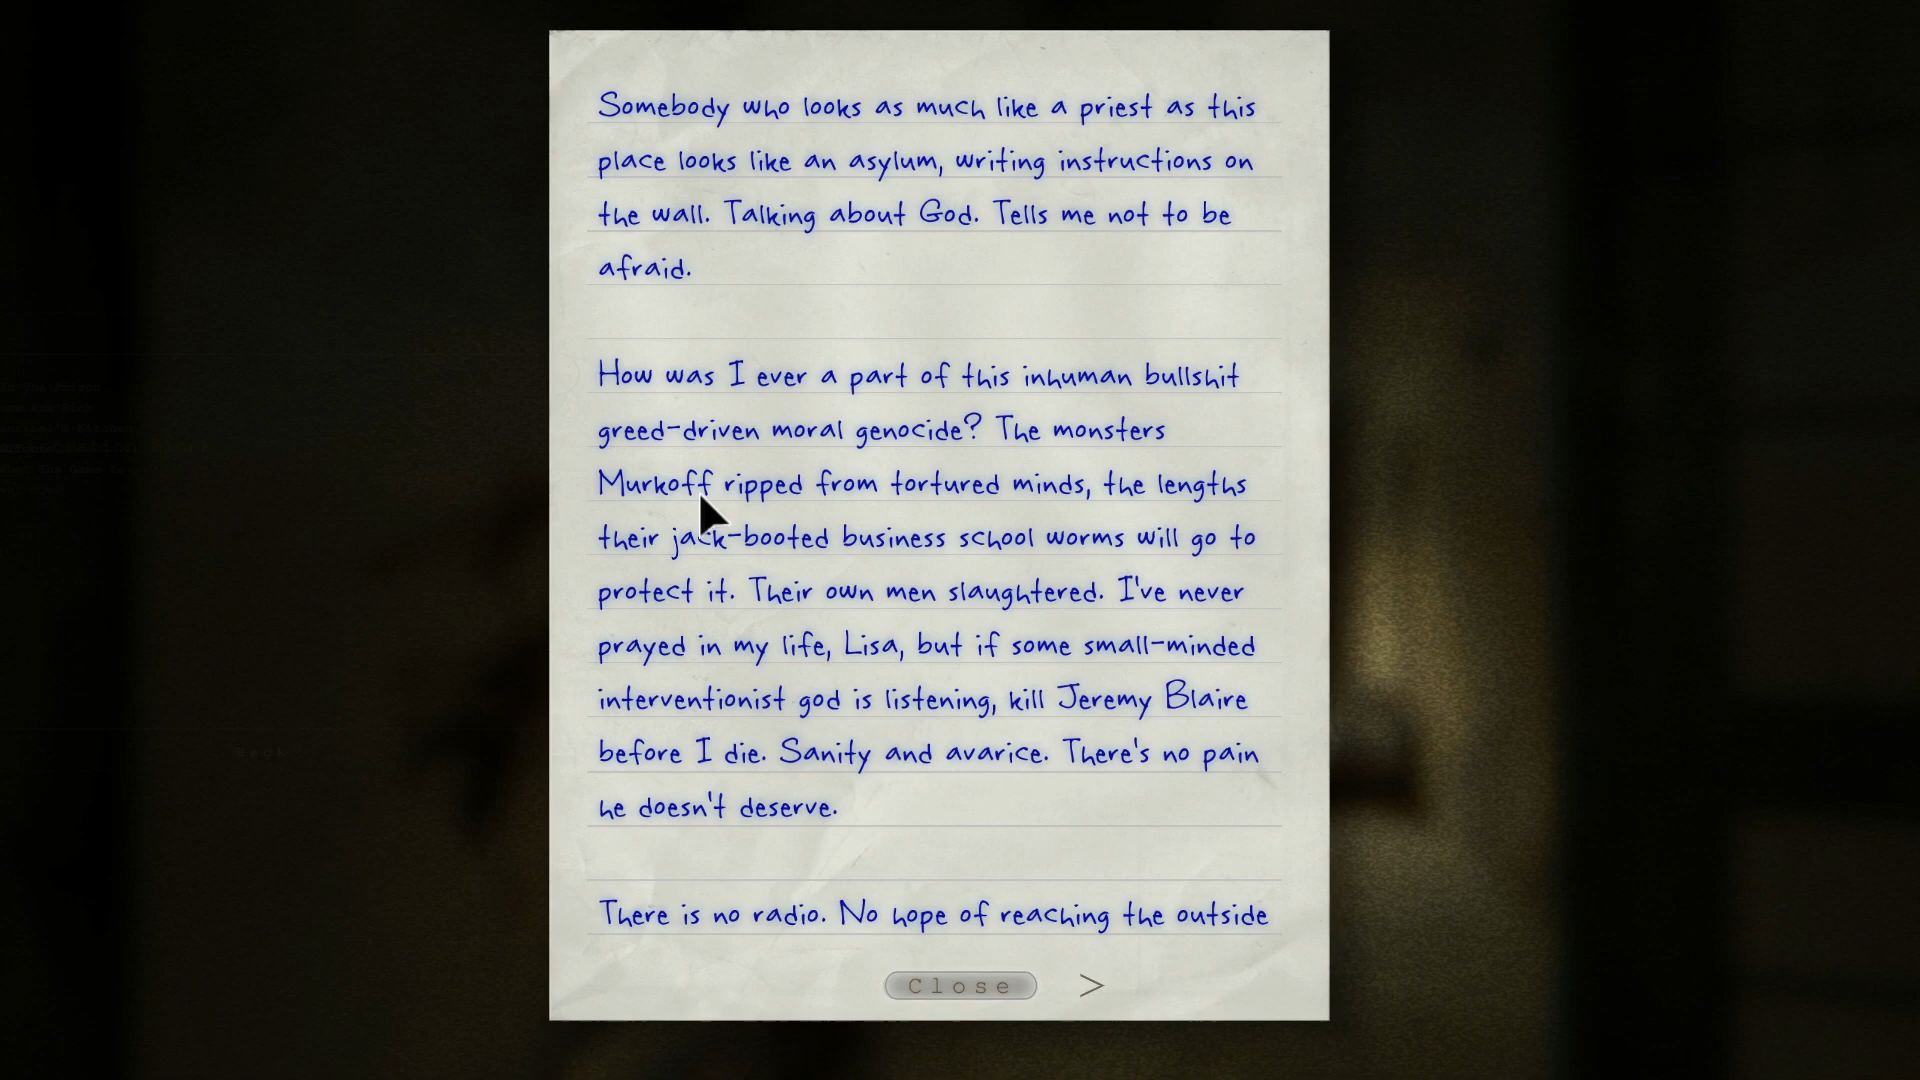 Somebody who looks as much like a priest as this
place looks like an asylum, writing instructions on
the wall. Talking about God. Tells me not to be
afraid.
How was I ever a part of this inhuman bullshit
greed-driven moral genocide? The monsters
Murkoff ripped from tortured minds, the lengths
their jack-booted business school worms will go to
protect it. Their own men slaughtered. I've never
prayed in my life, Lisa, but if some small-minded
interventionist god is listening, kill Jeremy Blaire
before I die. Sanity and avarice. There's no pain
he doesn't deserve.
There is no radio. No hope of reaching the outside
Close >
Back